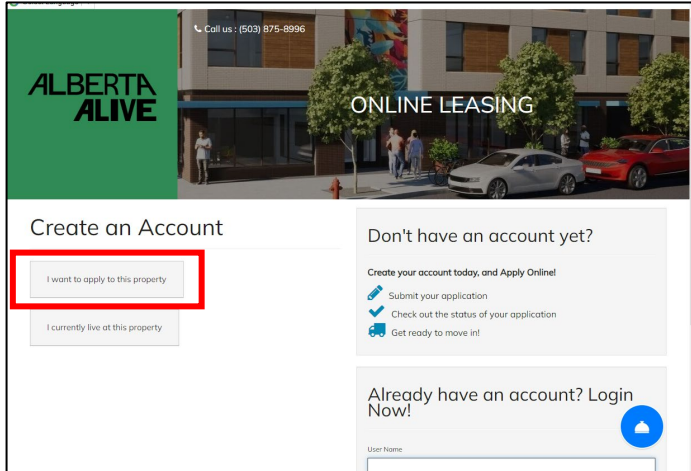 Call us : (503) 875-8996
ALBERTA
ALIVE
ONLINE LEASING
Create an Account
I want to apply to this property
I currently live at this property
Don't have an account yet?
Create your account today, and Apply Online!
Submit your application
Check out the status of your application
Get ready to move in!
Already have an account? Login
Now!
User Name